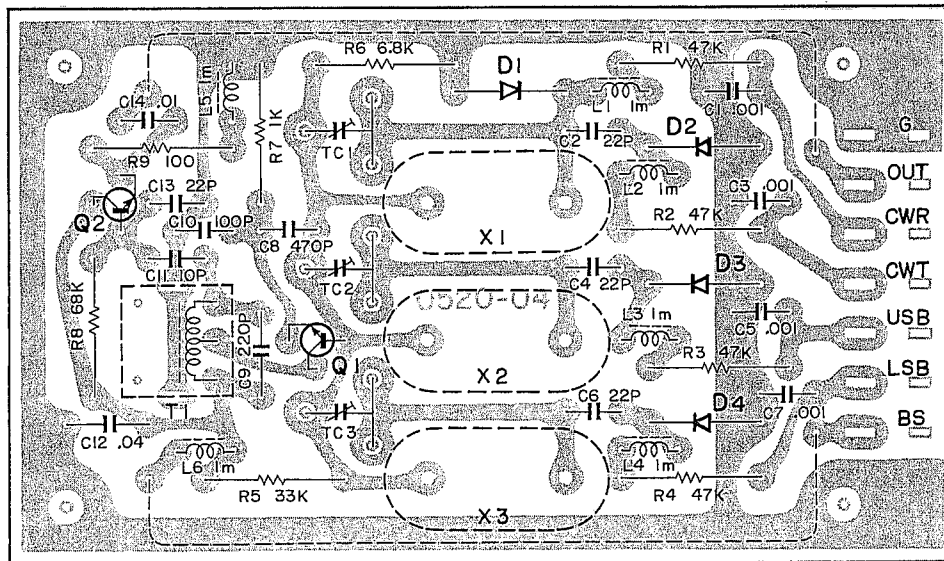 R6 6.8K
R1 47K
D1
L5 1m
C14 .01
L1 1m
C1 .001
R7 1K
TC1
C2 22P
D2
G
R9 100
L2 1m
OUT
C13 22P
C3 .001
Q2
C10 100P
R2 47K
CWR
C8 470P
X1
C11 10P
TC2
C4 22P
D3
CWT
0520-04
R8 68K
L3 1m
C5 .001
USB
C9 220P
Q1
R3 47K
X2
LSB
T1
C6 22P
D4
C7 .001
TC3
BS
C12 .04
L6 1m
L4 1m
R5 33K
R4 47K
X3